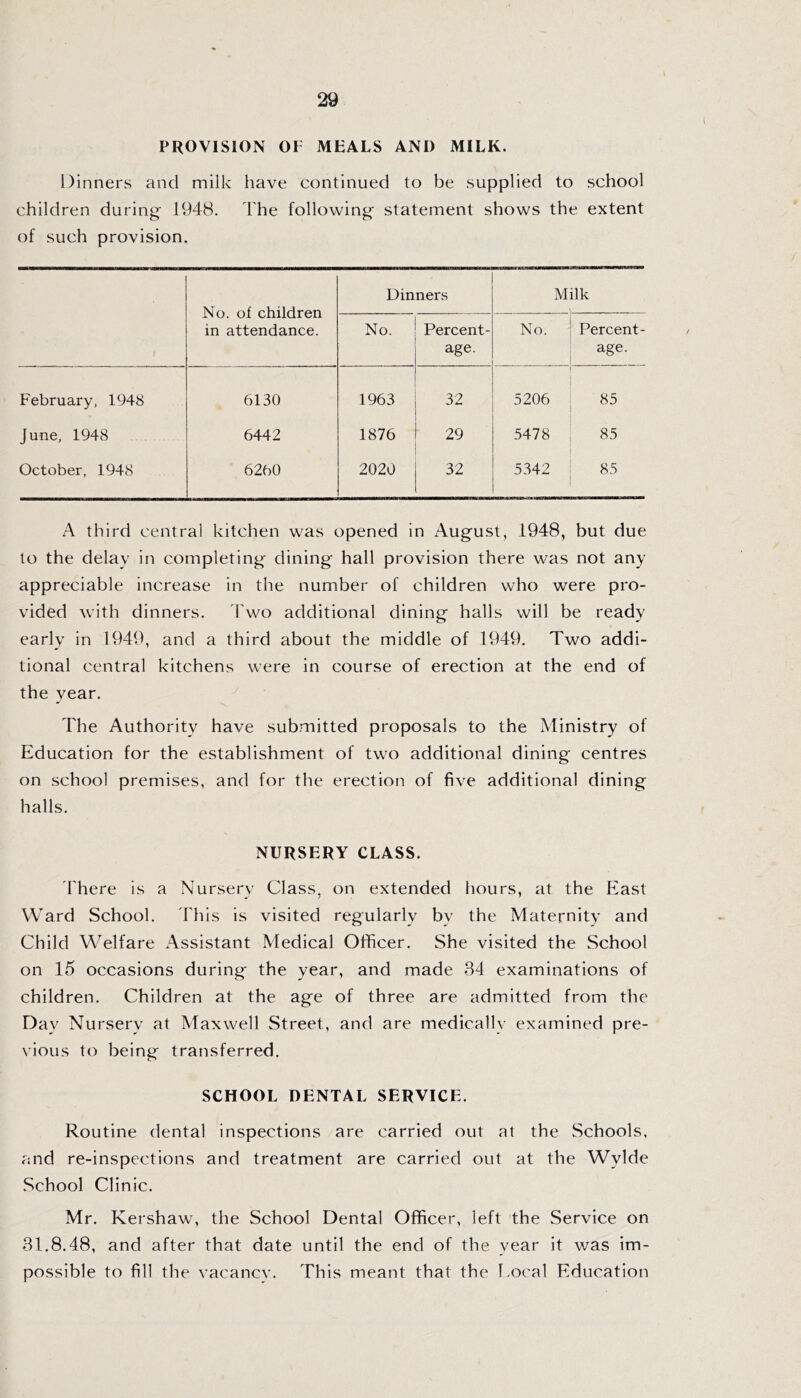 29
PROVISION OF MEALS AND MILK.
Dinners and milk have continued to be supplied to school
children during 1948. The following statement shows the extent
of such provision.
No. of children in attendance. Dinners Milk
No. Percent-age. No. Percent-age.
February, 1948 6130 1963 32 5206 85
June, 1948 6442 1876 29 5478 85
October, 1948 6260 2020 32 5342 85
A third central kitchen was opened in August, 1948, but due
to the delay in completing dining hall provision there was not any
appreciable increase in the number of children who were pro-
vided with dinners. Two additional dining halls will be ready
early in 1949, and a third about the middle of 1949. Two addi-
tional central kitchens were in course of erection at the end of
the year.
The Authority have submitted proposals to the Ministry of
Education for the establishment of two additional dining centres
on school premises, and for the erection of five additional dining
halls.
NURSERY CLASS.
There is a Nursery Class, on extended hours, at the East
Ward School. This is visited regularly by the Maternity and
Child Welfare Assistant Medical Officer. She visited the School
on 15 occasions during the year, and made 34 examinations of
children. Children at the age of three are admitted from the
Day Nursery at Maxwell Street, and are medically examined pre-
vious to being transferred.
SCHOOL DENTAL SERVICE.
Routine dental inspections are carried out at the Schools,
and re-inspections and treatment are carried out at the Wylde
School Clinic.
Mr. Kershaw, the School Dental Officer, left the Service on
31.8.48, and after that date until the end of the year it was im-
possible to fill the vacancy. This meant that the Local Education